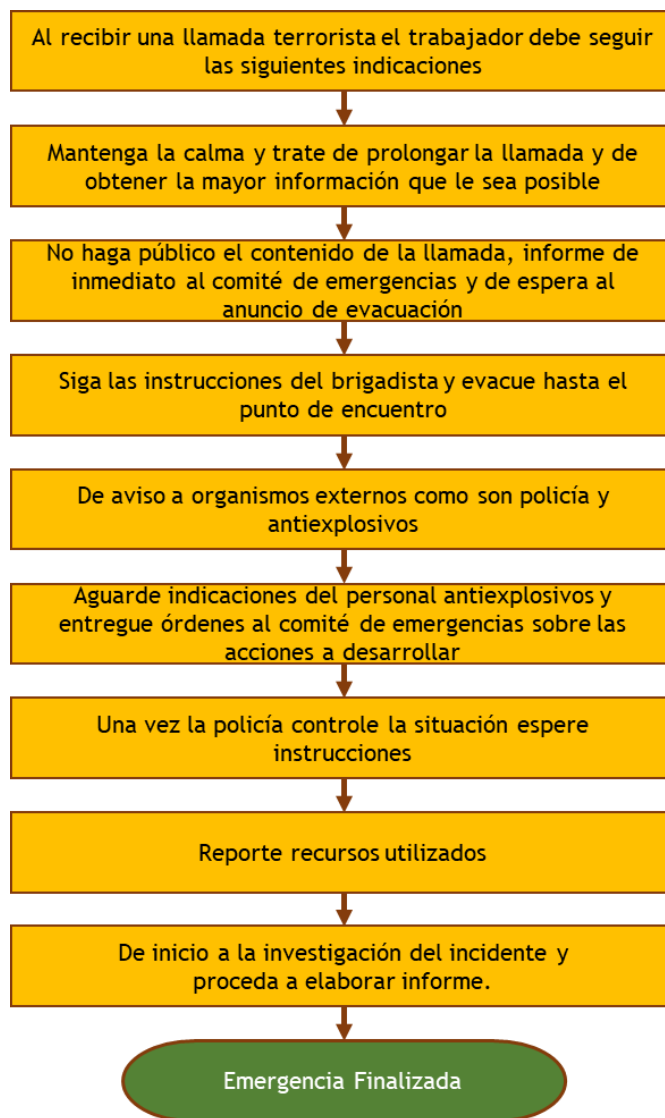 Al recibir una llamada terrorista el trabajador debe seguir
las siguientes indicaciones
Mantenga la calma y trate de prolongar la llamada y de
obtener la mayor información que le sea posible
No haga público el contenido de la llamada, informe de
inmediato al comité de emergencias y de espera al
anuncio de evacuación
Siga las instrucciones del brigadista y evacue hasta el
punto de encuentro
De aviso a organismos externos como son policía y
antiexplosivos
Aguarde indicaciones del personal antiexplosivos y
entregue órdenes al comité de emergencias sobre las
acciones a desarrollar
Una vez la policía controle la situación espere
instrucciones
Reporte recursos utilizados
De inicio a la investigación del incidente y
proceda a elaborar informe.
Emergencia Finalizada